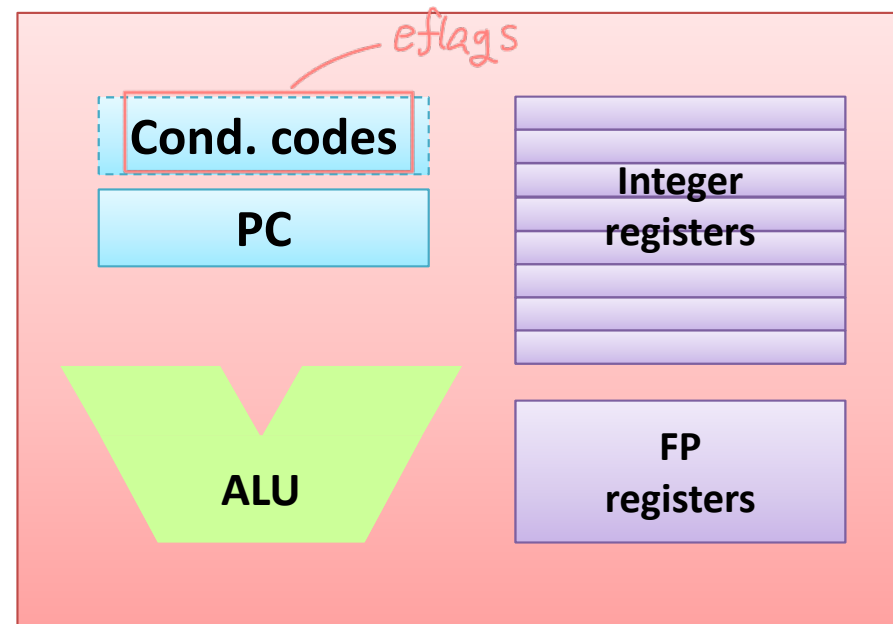 eflags
Cond. codes
PC
Integer
registers
ALU
FP
registers